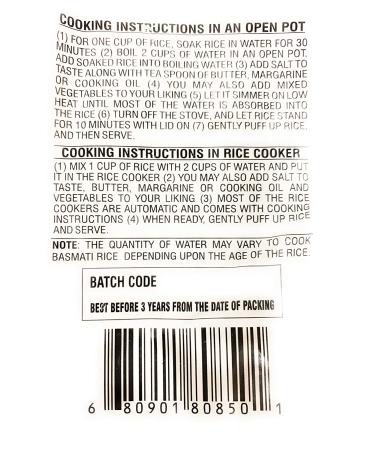 COOKING INSTRUCTIONS IN AN OPEN POT
(1) FOR ONE CUP OF RICE, SOAK RICE IN WATER FOR 30
MINUTES (2) BOIL 2 CUPS OF WATER IN AN OPEN POT.
ADD SOAKED RICE INTO BOILING WATER (3) ADD SALT TO
TASTE ALONG WITH TEA SPOON OF BUTTER, MARGARINE
OR COOKING OIL (4) YOU MAY ALSO ADD MIXED
VEGETABLES TO YOUR LIKING (5) LET IT SIMMER ON LOW
HEAT UNTIL MOST OF THE WATER IS ABSORBED INTO
THE RICE (6) TURN OFF THE STOVE, AND LET RICE STAND
FOR 10 MINUTES WITH LID ON (7) GENTLY PUFF UP RICE,
AND THEN SERVE.
COOKING INSTRUCTIONS IN RICE COOKER
(1) MIX 1 CUP OF RICE WITH 2 CUPS OF WATER AND PUT
IT IN THE RICE COOKER (2) YOU MAY ALSO ADD SALT TO
TASTE, BUTTER, MARGARINE OR COOKING OIL AND
VEGETABLES TO YOUR LIKING (3) MOST OF THE RICE
COOKERS ARE AUTOMATIC AND COMES WITH COOKING
INSTRUCTIONS (4) WHEN READY, GENTLY PUFF UP RICE
AND SERVE.
NOTE: THE QUANTITY OF WATER MAY VARY TO COOK
BASMATI RICE DEPENDING UPON THE AGE OF THE RICE.
BATCH CODE
BEST BEFORE 3 YEARS FROM THE DATE OF PACKING
6 80901 80850 1